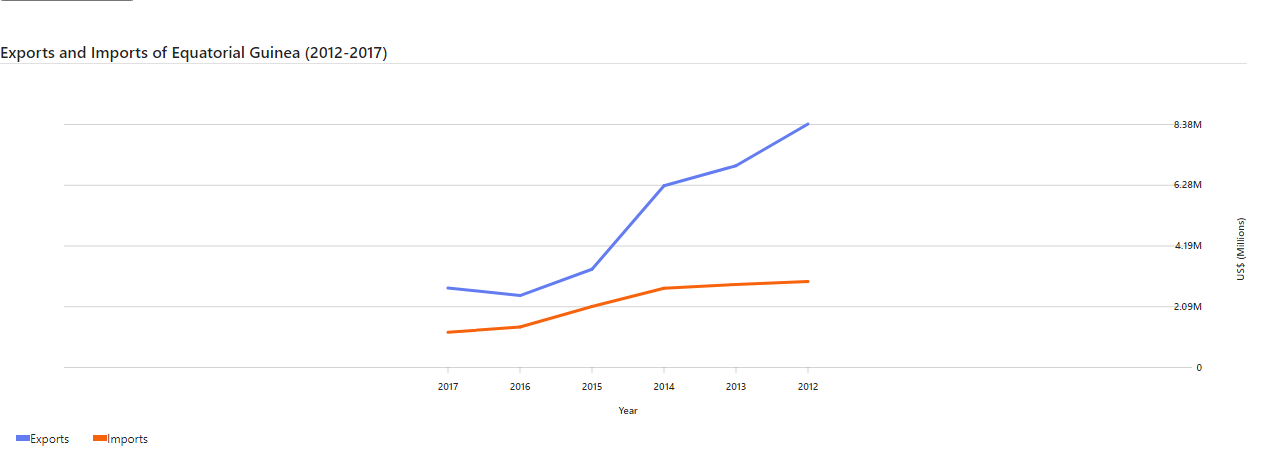 Exports and Imports of Equatorial Guinea (2012-2017)
8.38M
6.28M
4.19M
2.09M
0
US$ (Millions)
2017 2016 2015 2014 2013 2012
Year
Exports Imports